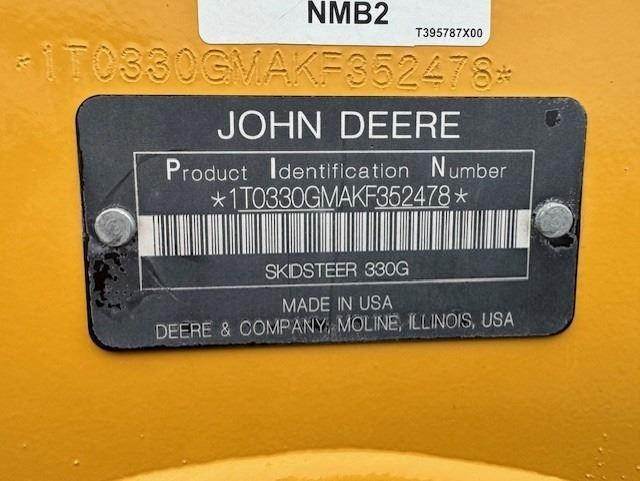 NMB2
T395787X00
*1T0330GMAKF352478*
JOHN DEERE
Product Identification Number
*1T0330GMAKF352478*
SKIDSTEER 330G
MADE IN USA
DEERE & COMPANY, MOLINE, ILLINOIS, USA